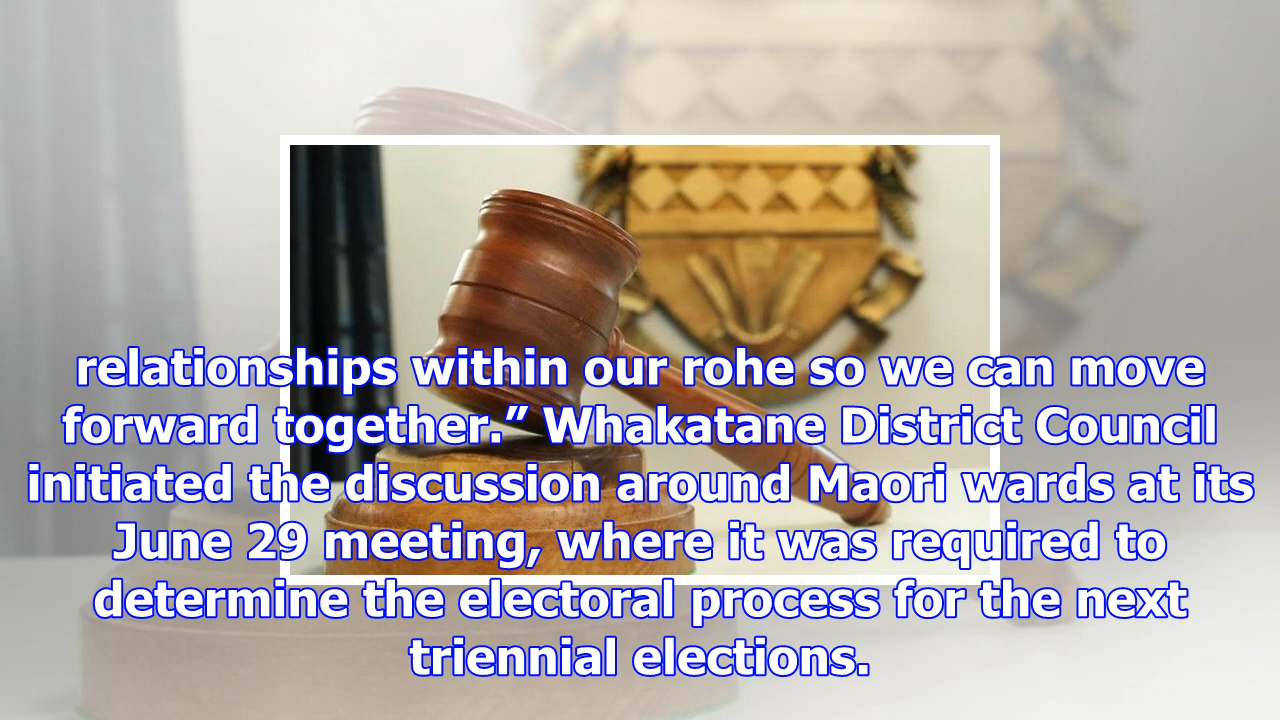 relationships within our rohe so we can move
forward together.” Whakatane District Council
initiated the discussion around Maori wards at its
June 29 meeting, where it was required to
determine the electoral process for the next
triennial elections.